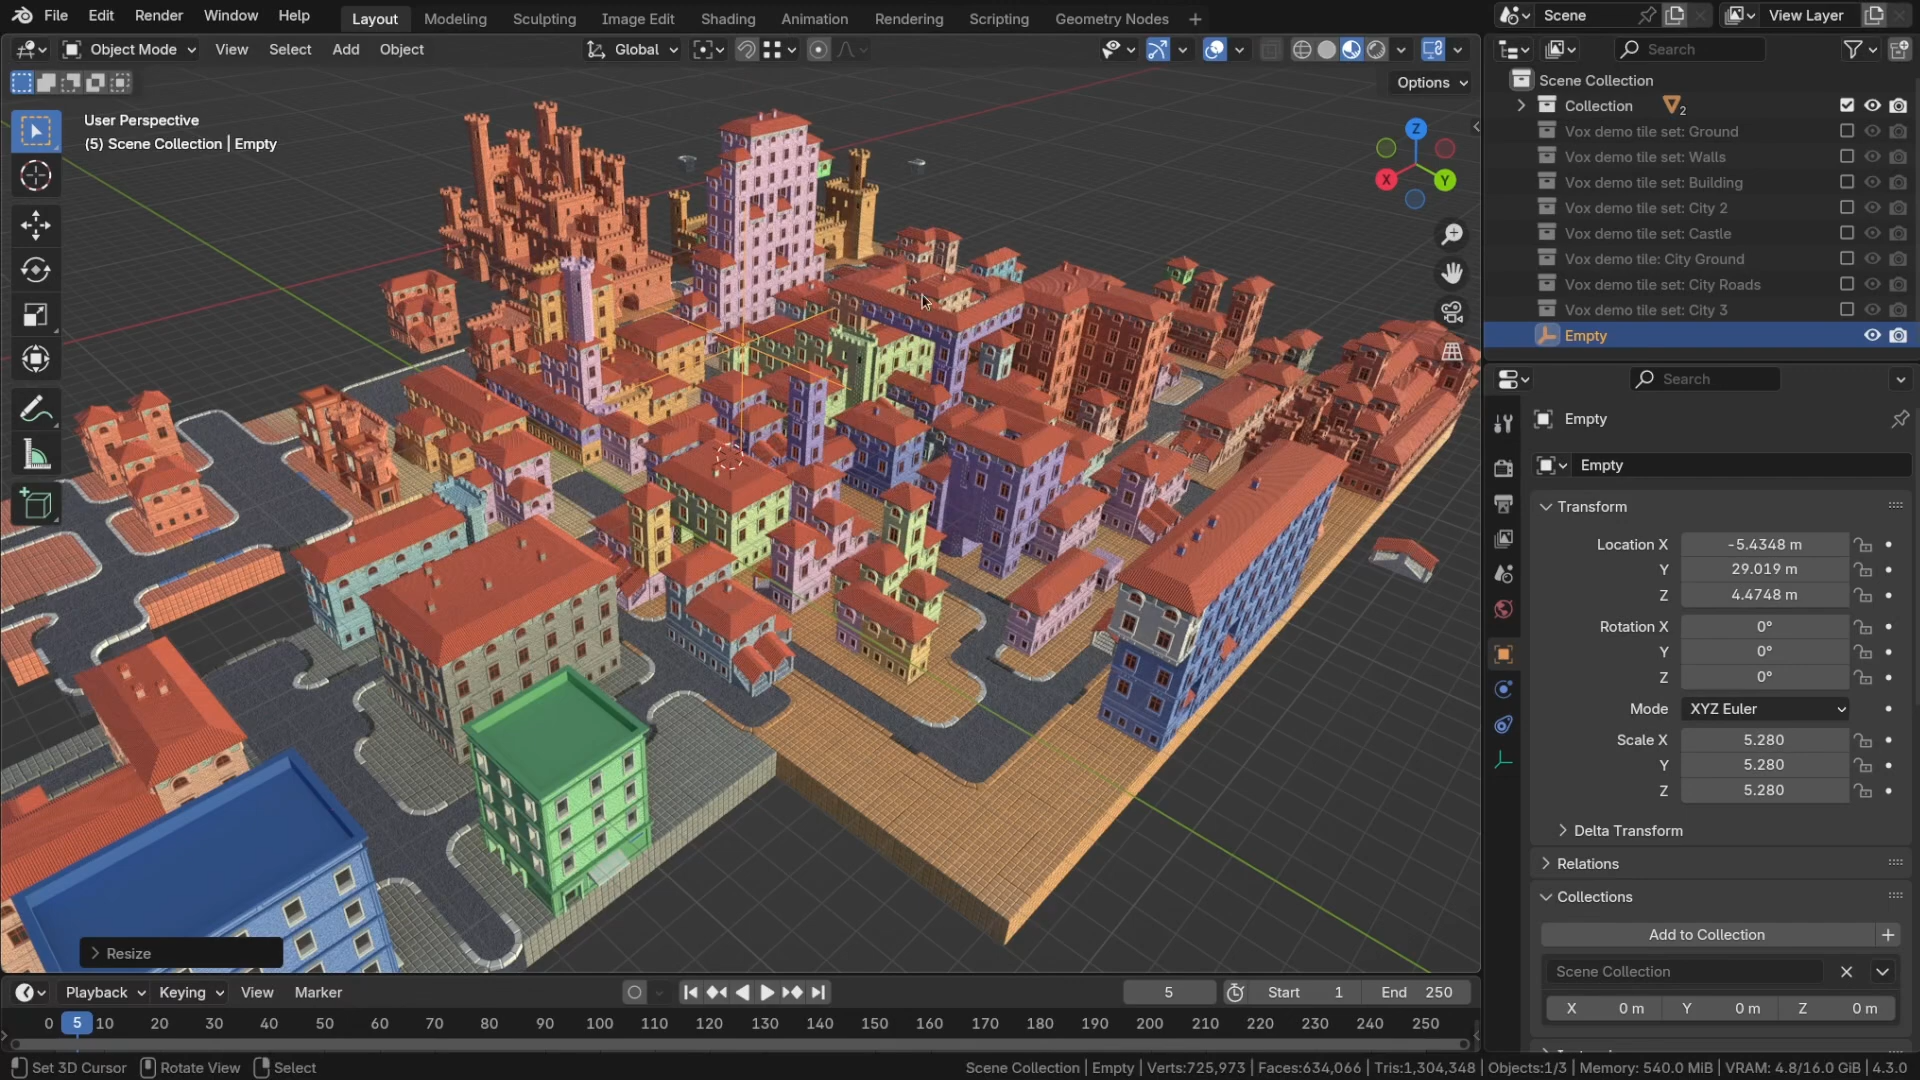 File Edit Render Window Help Layout Modeling Sculpting Image Edit Shading Animation Rendering Scripting Geometry Nodes + Scene View Layer
Object Mode View Select Add Object Global Search
Options
User Perspective
(5) Scene Collection | Empty
Z
X
Y
Scene Collection
Collection 2
Vox demo tile set: Ground
Vox demo tile set: Walls
Vox demo tile set: Building
Vox demo tile set: City 2
Vox demo tile set: Castle
Vox demo tile: City Ground
Vox demo tile set: City Roads
Vox demo tile set: City 3
Empty
Search
Empty
Empty
Transform
Location X -5.4348 m
Y 29.019 m
Z 4.4748 m
Rotation X 0°
Y 0°
Z 0°
Mode XYZ Euler
Scale X 5.280
Y 5.280
Z 5.280
Delta Transform
Relations
Collections
Add to Collection +
Scene Collection
X 0 m Y 0 m Z 0 m
Resize
Playback Keying View Marker 5 Start 1 End 250
0 5 10 20 30 40 50 60 70 80 90 100 110 120 130 140 150 160 170 180 190 200 210 220 230 240 250
Set 3D Cursor Rotate View Select Scene Collection | Empty | Verts:725,973 | Faces:634,066 | Tris:1,304,348 | Objects:1/3 | Memory: 540.0 MiB | VRAM: 4.8/16.0 GiB | 4.3.0